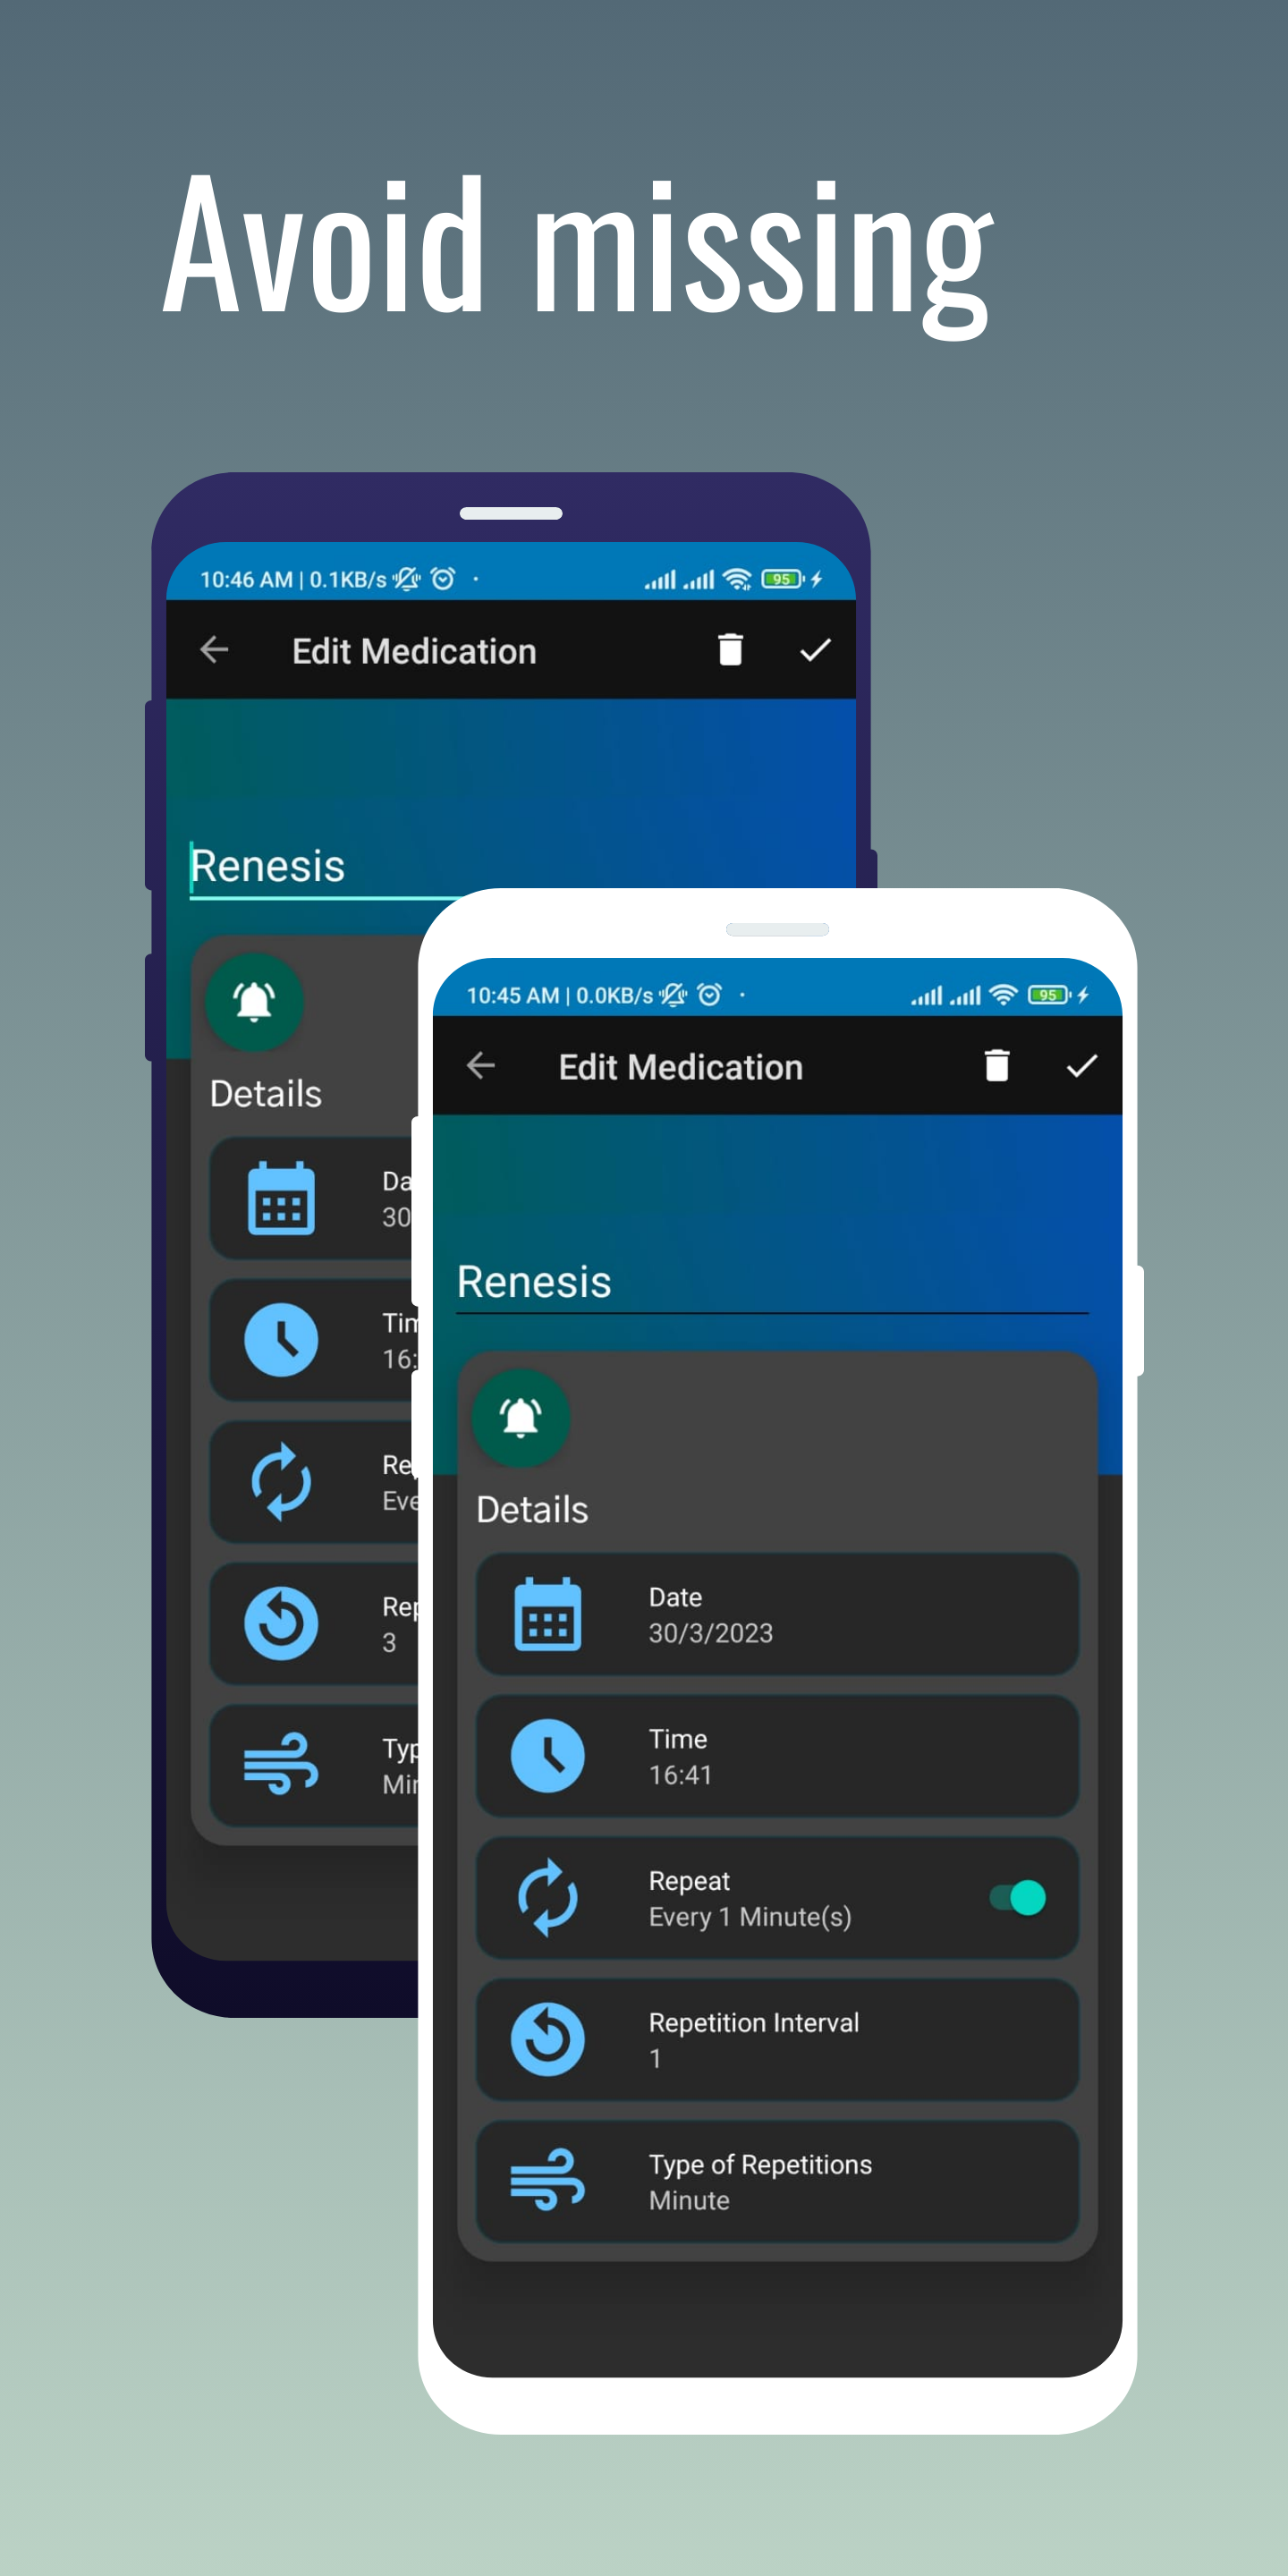 Avoid missing
10:46 AM | 0.1KB/s
95
Edit Medication
Renesis
Details
Da
30
Tim
16:
Re
Eve
Rep
3
Typ
Min
10:45 AM | 0.0KB/s
95
Edit Medication
Renesis
Details
Date
30/3/2023
Time
16:41
Repeat
Every 1 Minute(s)
Repetition Interval
1
Type of Repetitions
Minute